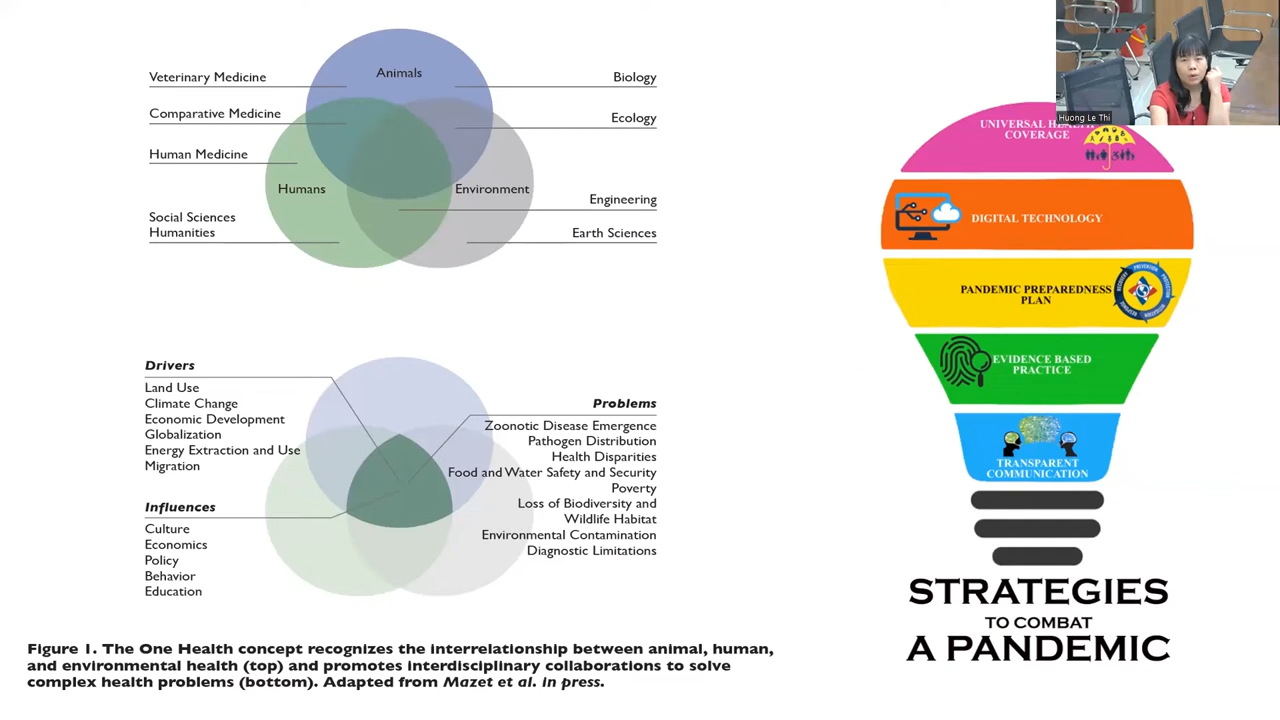 Animals
Veterinary Medicine
Comparative Medicine
Human Medicine
Social Sciences
Humanities
Humans
Environment
Biology
Ecology
Engineering
Earth Sciences
Drivers
Land Use
Climate Change
Economic Development
Globalization
Energy Extraction and Use
Migration
Influences
Culture
Economics
Policy
Behavior
Education
Problems
Zoonotic Disease Emergence
Pathogen Distribution
Health Disparities
Food and Water Safety and Security
Poverty
Loss of Biodiversity and
Wildlife Habitat
Environmental Contamination
Diagnostic Limitations
Figure 1. The One Health concept recognizes the interrelationship between animal, human,
and environmental health (top) and promotes interdisciplinary collaborations to solve
complex health problems (bottom). Adapted from Mazet et al. in press.
Huong Le Thi
UNIVERSAL HEALTH
COVERAGE
DIGITAL TECHNOLOGY
PANDEMIC PREPAREDNESS
PLAN
PREVENTION
RECOVERY
EVIDENCE BASED
PRACTICE
TRANSPARENT
COMMUNICATION
STRATEGIES
TO COMBAT
A PANDEMIC